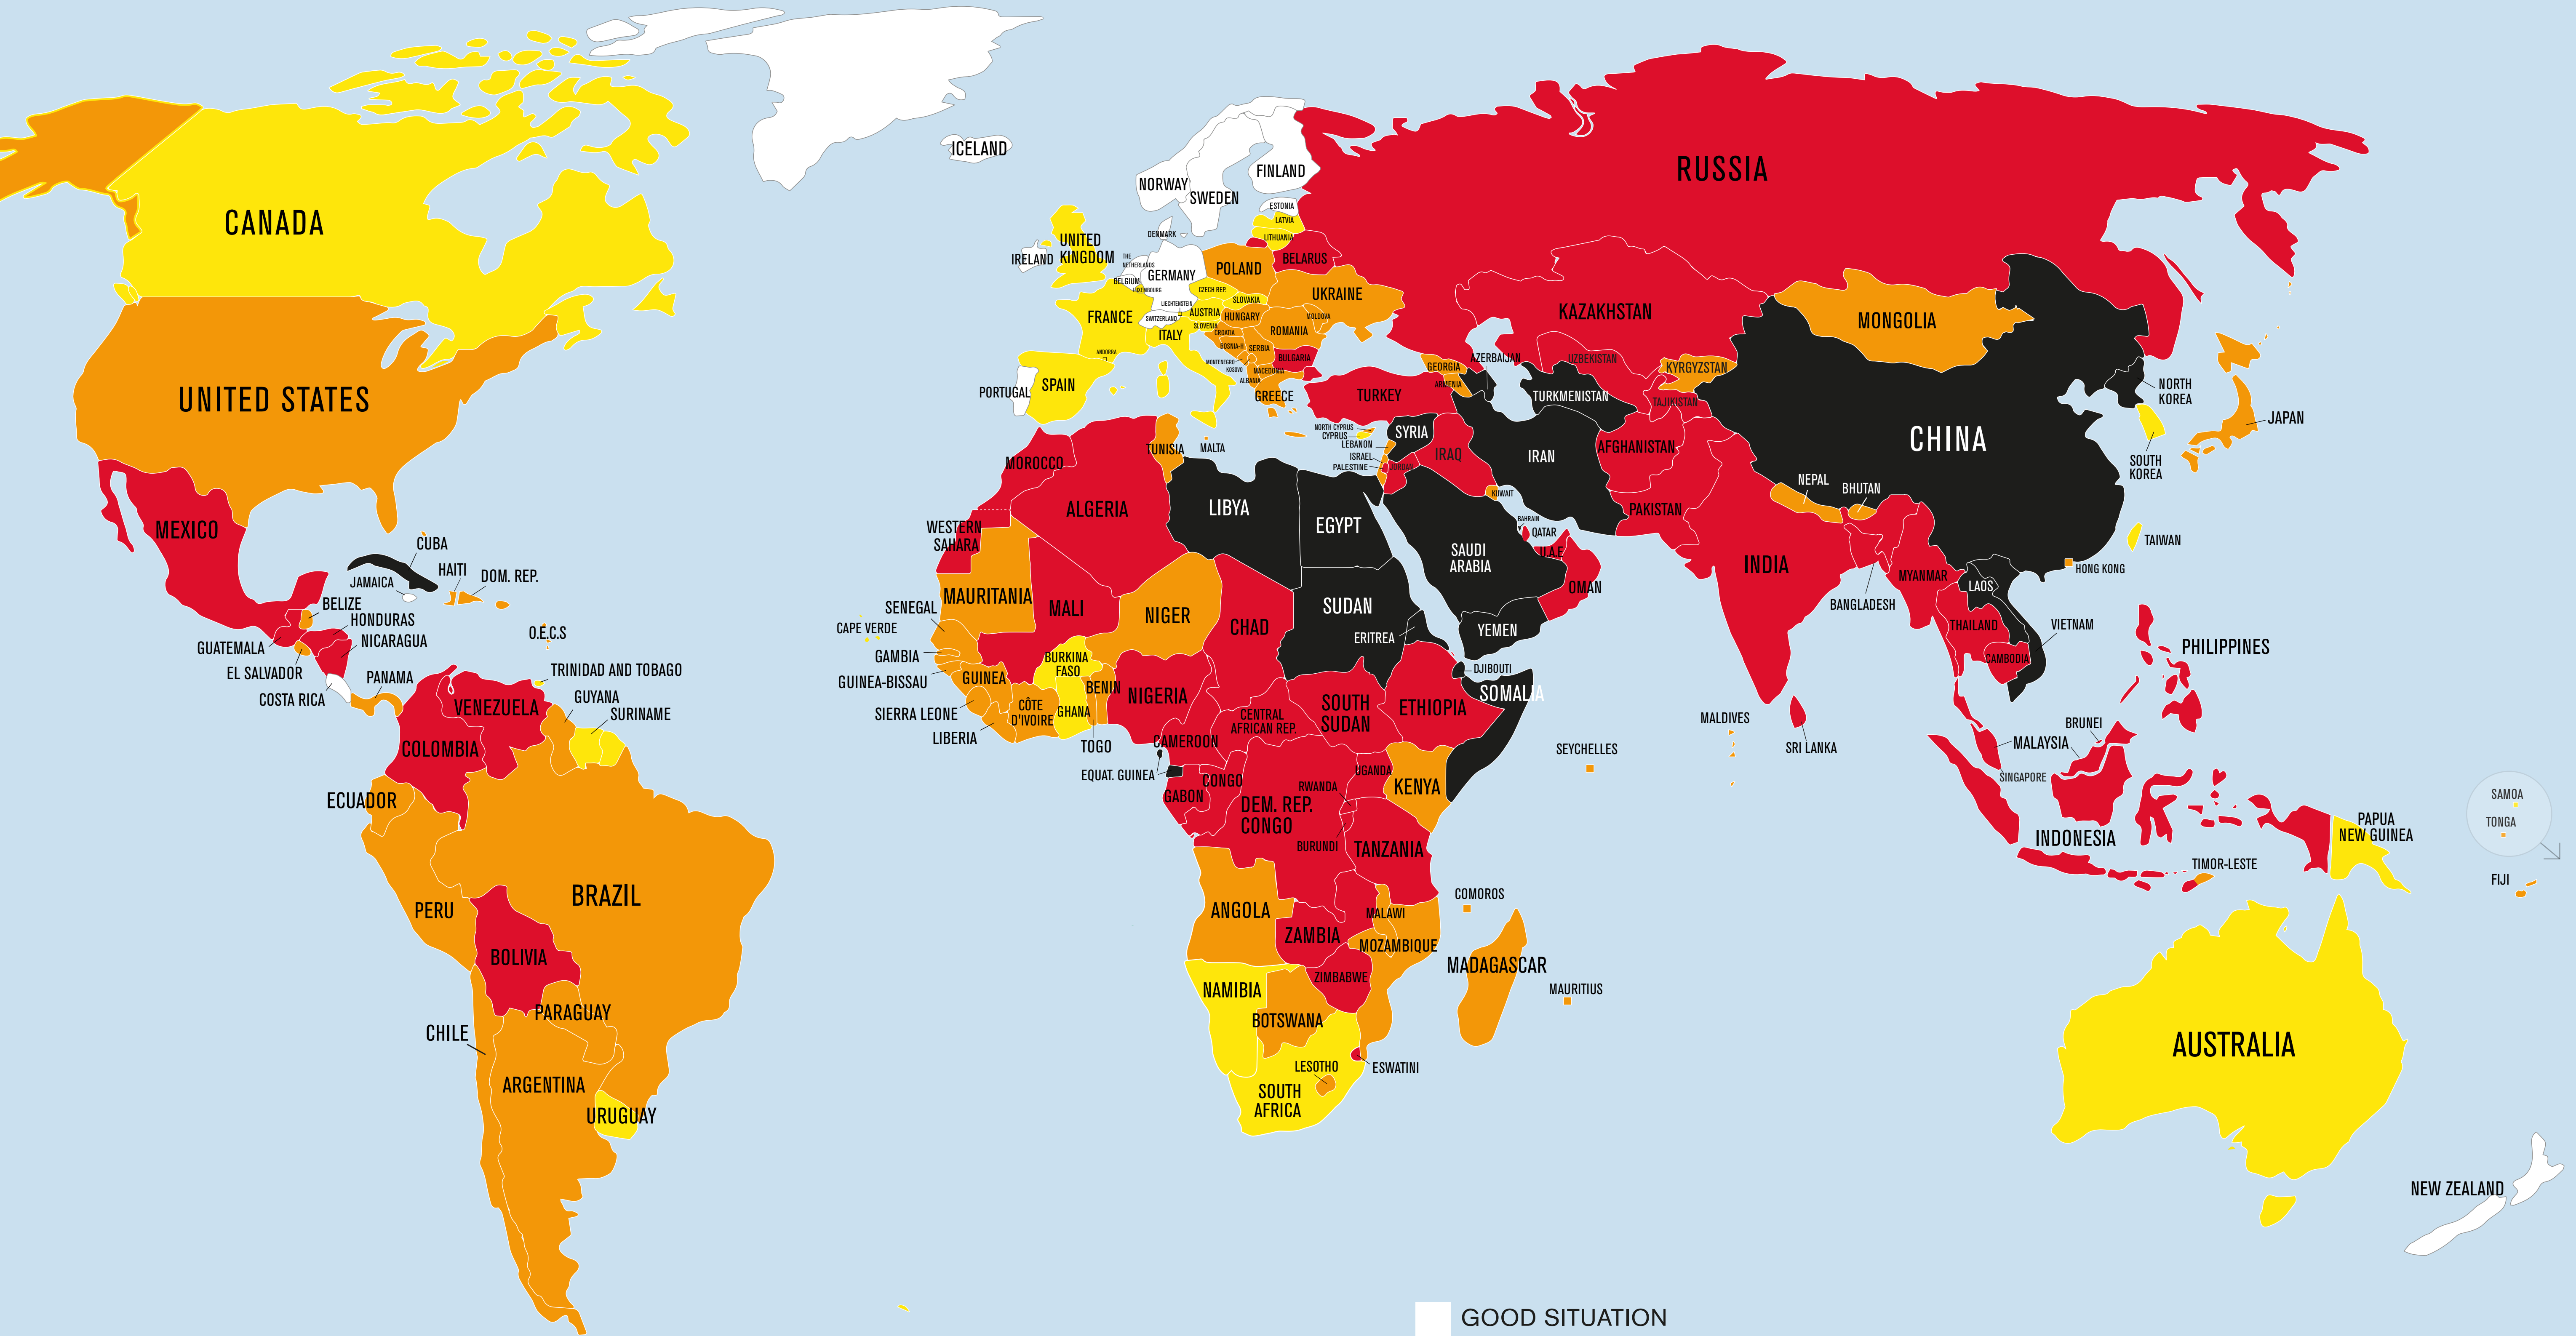 CANADA
UNITED STATES
MEXICO
CUBA
JAMAICA
HAITI
DOM. REP.
BELIZE
HONDURAS
NICARAGUA
GUATEMALA
EL SALVADOR
COSTA RICA
PANAMA
O.E.C.S
TRINIDAD AND TOBAGO
GUYANA
SURINAME
VENEZUELA
COLOMBIA
ECUADOR
PERU
BRAZIL
BOLIVIA
PARAGUAY
CHILE
ARGENTINA
URUGUAY
ICELAND
NORWAY
SWEDEN
FINLAND
ESTONIA
LATVIA
LITHUANIA
DENMARK
IRELAND
UNITED
KINGDOM
THE
NETHERLANDS
BELGIUM
LUXEMBOURG
GERMANY
POLAND
BELARUS
UKRAINE
CZECH REP.
SLOVAKIA
LIECHTENSTEIN
AUSTRIA
SWITZERLAND
FRANCE
HUNGARY
MOLDOVA
SLOVENIA
CROATIA
ROMANIA
ITALY
BOSNIA-H.
SERBIA
BULGARIA
ANDORRA
MONTENEGRO
KOSOVO
MACEDONIA
ALBANIA
GREECE
PORTUGAL
SPAIN
MALTA
RUSSIA
KAZAKHSTAN
MONGOLIA
UZBEKISTAN
KYRGYZSTAN
TAJIKISTAN
TURKMENISTAN
AZERBAIJAN
GEORGIA
ARMENIA
TURKEY
NORTH CYPRUS
CYPRUS
LEBANON
ISRAEL
PALESTINE
JORDAN
SYRIA
IRAQ
IRAN
KUWAIT
BAHRAIN
QATAR
U.A.E
OMAN
SAUDI
ARABIA
YEMEN
AFGHANISTAN
PAKISTAN
INDIA
NEPAL
BHUTAN
CHINA
NORTH
KOREA
SOUTH
KOREA
JAPAN
TAIWAN
HONG KONG
BANGLADESH
MYANMAR
LAOS
THAILAND
VIETNAM
CAMBODIA
PHILIPPINES
MALDIVES
SRI LANKA
BRUNEI
MALAYSIA
SINGAPORE
INDONESIA
TIMOR-LESTE
PAPUA
NEW GUINEA
SAMOA
TONGA
FIJI
AUSTRALIA
NEW ZEALAND
MOROCCO
WESTERN
SAHARA
ALGERIA
TUNISIA
LIBYA
EGYPT
MAURITANIA
MALI
NIGER
CHAD
SUDAN
ERITREA
DJIBOUTI
SOMALIA
ETHIOPIA
SOUTH
SUDAN
CENTRAL
AFRICAN REP.
CAPE VERDE
SENEGAL
GAMBIA
GUINEA-BISSAU
GUINEA
SIERRA LEONE
LIBERIA
CÔTE
D'IVOIRE
BURKINA
FASO
GHANA
TOGO
BENIN
NIGERIA
CAMEROON
EQUAT. GUINEA
GABON
CONGO
DEM. REP.
CONGO
UGANDA
RWANDA
BURUNDI
KENYA
TANZANIA
SEYCHELLES
COMOROS
ANGOLA
ZAMBIA
MALAWI
MOZAMBIQUE
ZIMBABWE
MADAGASCAR
MAURITIUS
NAMIBIA
BOTSWANA
LESOTHO
ESWATINI
SOUTH
AFRICA
GOOD SITUATION